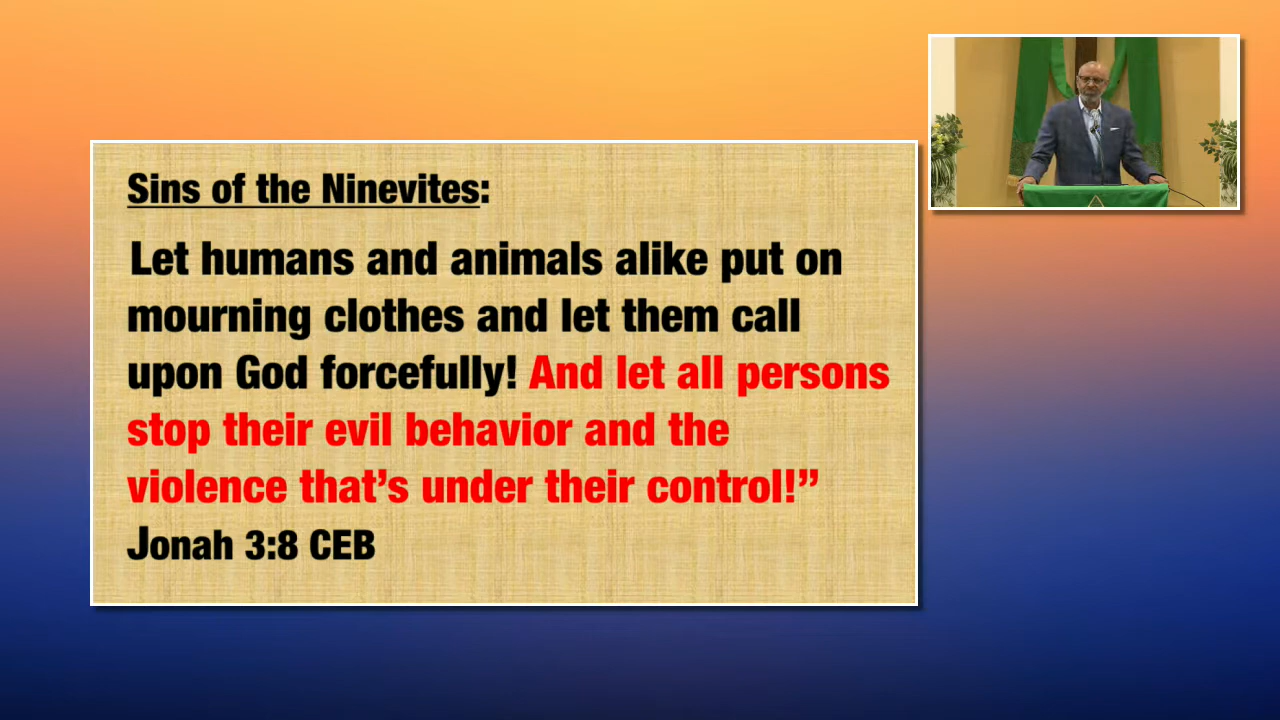 Sins of the Ninevites:
Let humans and animals alike put on
mourning clothes and let them call
upon God forcefully! And let all persons
stop their evil behavior and the
violence that’s under their control!”
Jonah 3:8 CEB